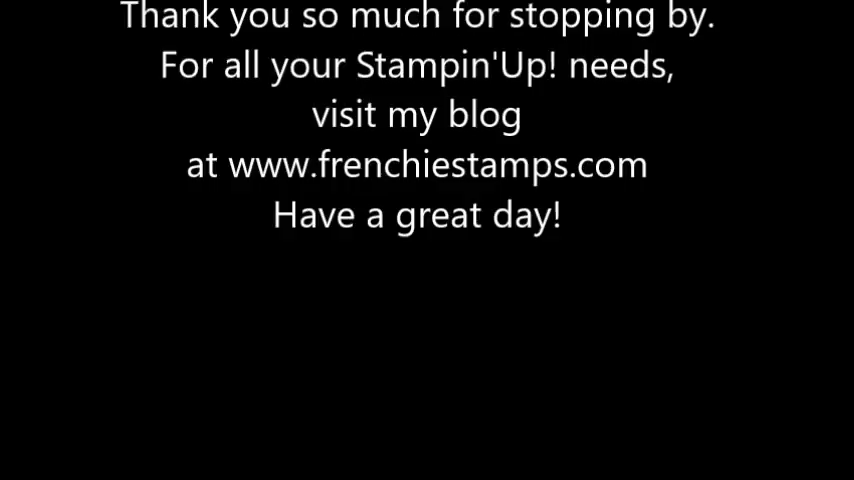 Thank you so much for stopping by.
For all your Stampin'Up! needs,
visit my blog
at www.frenchiestamps.com
Have a great day!